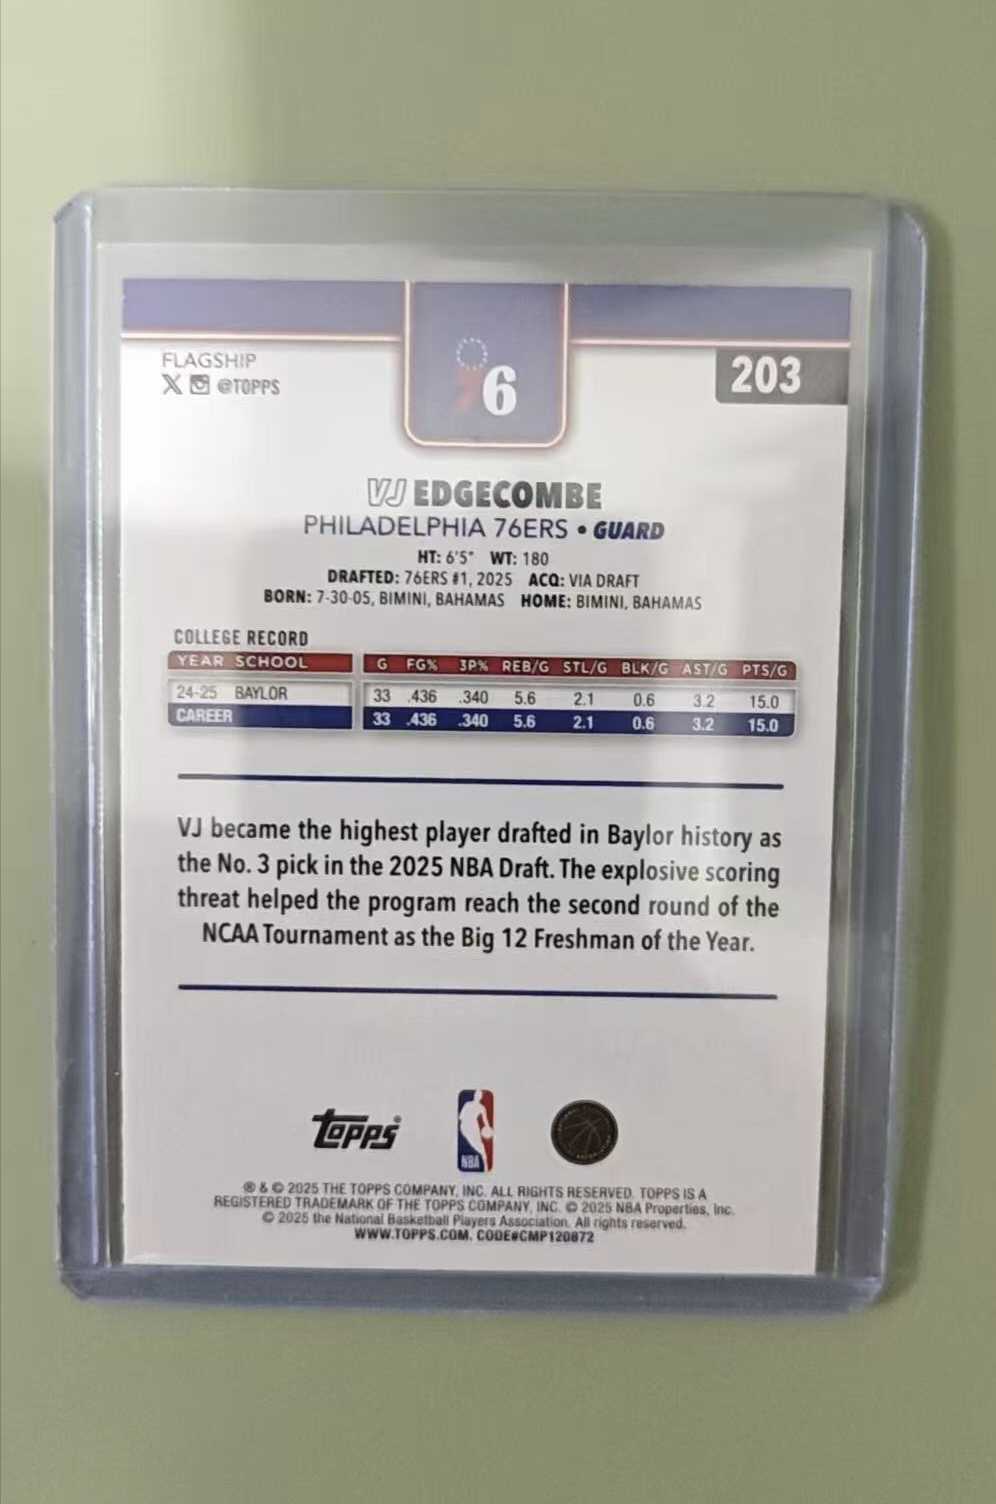 FLAGSHIP
X @TOPPS
76
203
VJ EDGECOMBE
PHILADELPHIA 76ERS • GUARD
HT: 6'5" WT: 180
DRAFTED: 76ERS #1, 2025 ACQ: VIA DRAFT
BORN: 7-30-05, BIMINI, BAHAMAS HOME: BIMINI, BAHAMAS
COLLEGE RECORD
YEAR SCHOOL G FG% 3P% REB/G STL/G BLK/G AST/G PTS/G
24-25 BAYLOR 33 .436 .340 5.6 2.1 0.6 3.2 15.0
CAREER 33 .436 .340 5.6 2.1 0.6 3.2 15.0
VJ became the highest player drafted in Baylor history as
the No. 3 pick in the 2025 NBA Draft. The explosive scoring
threat helped the program reach the second round of the
NCAA Tournament as the Big 12 Freshman of the Year.
topps® NBA
® & © 2025 THE TOPPS COMPANY, INC. ALL RIGHTS RESERVED. TOPPS IS A
REGISTERED TRADEMARK OF THE TOPPS COMPANY, INC. © 2025 NBA Properties, Inc.
© 2025 the National Basketball Players Association. All rights reserved.
WWW.TOPPS.COM. CODE#CMP120872